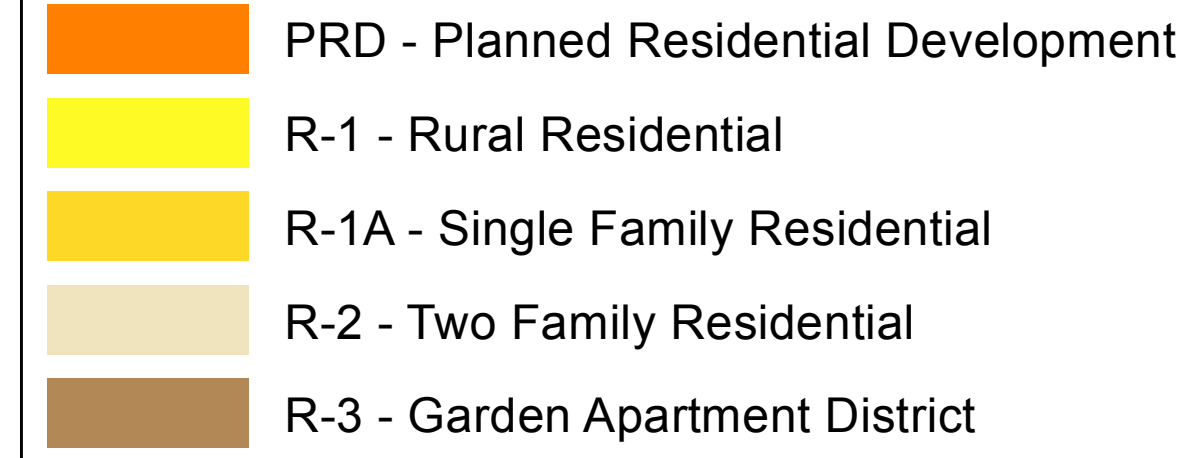 PRD - Planned Residential Development
R-1 - Rural Residential
R-1A - Single Family Residential
R-2 - Two Family Residential
R-3 - Garden Apartment District